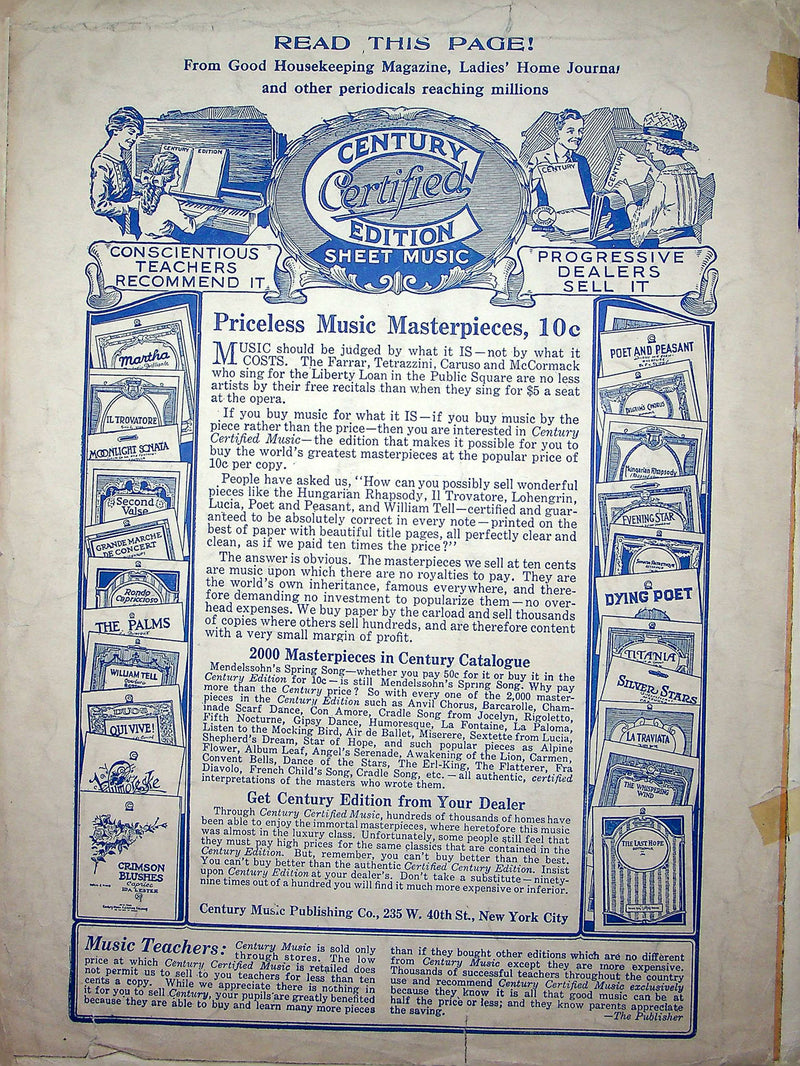 READ THIS PAGE!
From Good Housekeeping Magazine, Ladies' Home Journal
and other periodicals reaching millions
CENTURY EDITION
CENTURY
Certified
EDITION
SHEET MUSIC
CENTURY
CENTURY
CONSCIENTIOUS
TEACHERS
RECOMMEND IT
PROGRESSIVE
DEALERS
SELL IT
Martha
IL TROVATORE
MOONLIGHT SONATA
Second
Valse
GRANDE MARCHE
DE CONCERT
Rondo
Capriccioso
THE PALMS
WILLIAM TELL
DUOS
QUI VIVE!
CRIMSON
BLUSHES
Caprice
IDA LESTER
Priceless Music Masterpieces, 10c
MUSIC should be judged by what it IS—not by what it
COSTS. The Farrar, Tetrazzini, Caruso and McCormack
who sing for the Liberty Loan in the Public Square are no less
artists by their free recitals than when they sing for $5 a seat
at the opera.
If you buy music for what it IS—if you buy music by the
piece rather than the price—then you are interested in Century
Certified Music—the edition that makes it possible for you to
buy the world's greatest masterpieces at the popular price of
10c per copy.
People have asked us, "How can you possibly sell wonderful
pieces like the Hungarian Rhapsody, Il Trovatore, Lohengrin,
Lucia, Poet and Peasant, and William Tell—certified and guar-
anteed to be absolutely correct in every note—printed on the
best of paper with beautiful title pages, all perfectly clear and
clean, as if we paid ten times the price?"
The answer is obvious. The masterpieces we sell at ten cents
are music upon which there are no royalties to pay. They are
the world's own inheritance, famous everywhere, and there-
fore demanding no investment to popularize them—no over-
head expenses. We buy paper by the carload and sell thousands
of copies where others sell hundreds, and are therefore content
with a very small margin of profit.
2000 Masterpieces in Century Catalogue
Mendelssohn's Spring Song—whether you pay 50c for it or buy it in the
Century Edition for 10c—is still Mendelssohn's Spring Song. Why pay
more than the Century price? So with every one of the 2,000 master-
pieces in the Century Edition such as Anvil Chorus, Barcarolle, Cham-
made Scarf Dance, Con Amore, Cradle Song from Jocelyn, Rigoletto,
Fifth Nocturne, Gipsy Dance, Humoresque, La Fontaine, La Paloma,
Listen to the Mocking Bird, Air de Ballet, Miserere, Sextette from Lucia,
Shepherd's Dream, Star of Hope, and such popular pieces as Alpine
Flower, Album Leaf, Angel's Serenade, Awakening of the Lion, Carmen,
Convent Bells, Dance of the Stars, The Erl-King, The Flatterer, Fra
Diavolo, French Child's Song, Cradle Song, etc.—all authentic, certified
interpretations of the masters who wrote them.
Get Century Edition from Your Dealer
Through Century Certified Music, hundreds of thousands of homes have
been able to enjoy the immortal masterpieces, where heretofore this music
was almost in the luxury class. Unfortunately, some people still feel that
they must pay high prices for the same classics that are contained in the
Century Edition. But, remember, you can't buy better than the best.
You can't buy better than the authentic Certified Century Edition. Insist
upon Century Edition at your dealer's. Don't take a substitute—ninety-
nine times out of a hundred you will find it much more expensive or inferior.
Century Music Publishing Co., 235 W. 40th St., New York City
POET AND PEASANT
PILGRIMS CHORUS
Hungarian Rhapsody
EVENING STAR
DYING POET
TITANIA
SILVER STARS
LA TRAVIATA
THE WHISPERING
WIND
THE LAST HOPE
Music Teachers: Century Music is sold only
through stores. The low
price at which Century Certified Music is retailed does
not permit us to sell to you teachers for less than ten
cents a copy. While we appreciate there is nothing in
it for you to sell Century, your pupils are greatly benefited
because they are able to buy and learn many more pieces
than if they bought other editions which are no different
from Century Music except they are more expensive.
Thousands of successful teachers throughout the country
use and recommend Century Certified Music exclusively
because they know it is all that good music can be at
half the price or less; and they know parents appreciate
the saving.
—The Publisher